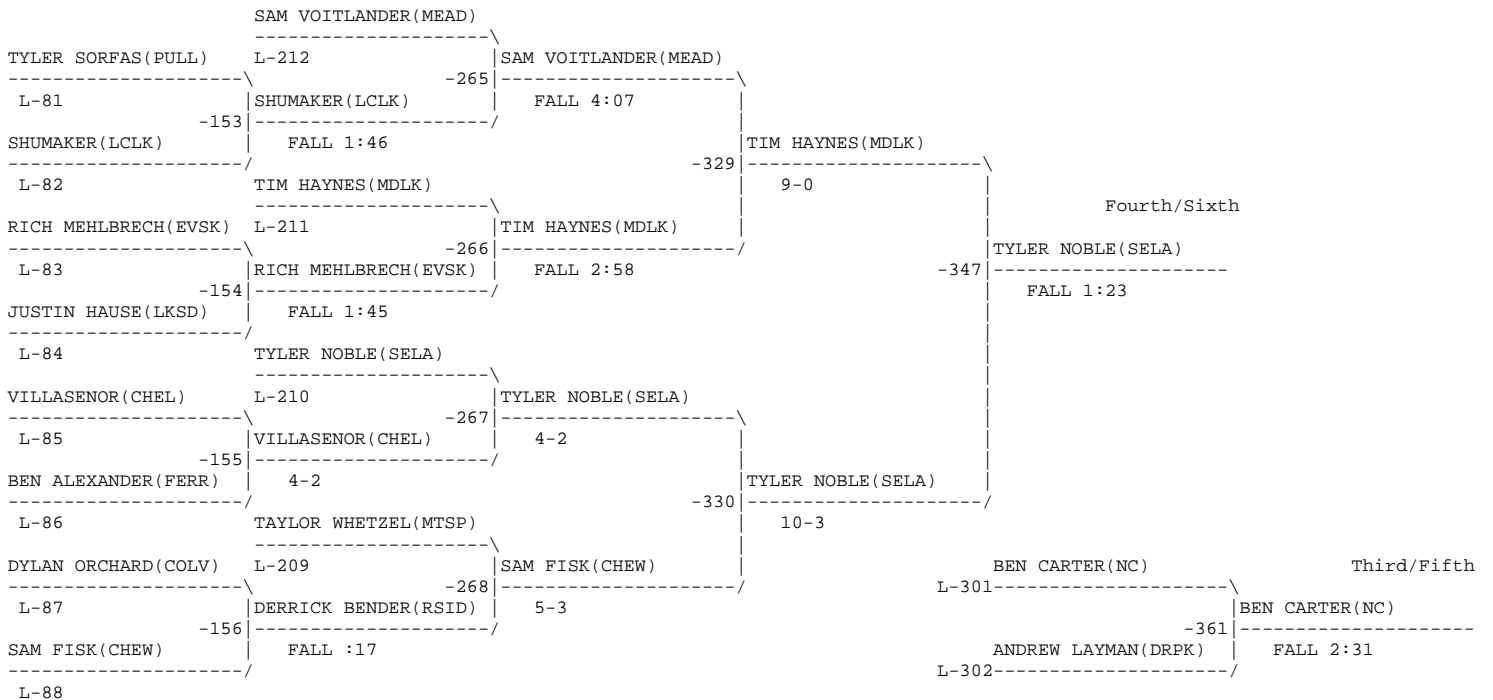 SAM VOITLANDER(MEAD)
---------------------\
TYLER SORFAS(PULL) L-212 |SAM VOITLANDER(MEAD)
---------------------\ -265|---------------------\
L-81 |SHUMAKER(LCLK) | FALL 4:07 |
-153|---------------------/ |
SHUMAKER(LCLK) | FALL 1:46 |TIM HAYNES(MDLK)
---------------------/ -329|---------------------\
L-82 TIM HAYNES(MDLK) | 9-0 |
---------------------\ | | Fourth/Sixth
RICH MEHLBRECH(EVSK) L-211 |TIM HAYNES(MDLK) | |
---------------------\ -266|---------------------/ |TYLER NOBLE(SELA)
L-83 |RICH MEHLBRECH(EVSK) | FALL 2:58 -347|---------------------
-154|---------------------/ | FALL 1:23
JUSTIN HAUSE(LKSD) | FALL 1:45 |
---------------------/ |
L-84 TYLER NOBLE(SELA) |
---------------------\ |
VILLASENOR(CHEL) L-210 |TYLER NOBLE(SELA) |
---------------------\ -267|---------------------\ |
L-85 |VILLASENOR(CHEL) | 4-2 | |
-155|---------------------/ | |
BEN ALEXANDER(FERR) | 4-2 |TYLER NOBLE(SELA) |
---------------------/ -330|---------------------/
L-86 TAYLOR WHETZEL(MTSP) | 10-3
---------------------\ |
DYLAN ORCHARD(COLV) L-209 |SAM FISK(CHEW) | BEN CARTER(NC) Third/Fifth
---------------------\ -268|---------------------/ L-301---------------------\
L-87 |DERRICK BENDER(RSID) | 5-3 |BEN CARTER(NC)
-156|---------------------/ -361|---------------------
SAM FISK(CHEW) | FALL :17 ANDREW LAYMAN(DRPK) | FALL 2:31
---------------------/ L-302---------------------/
L-88